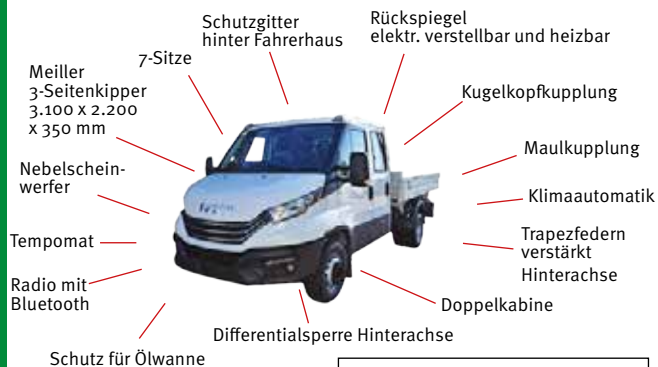 Schutzgitter
hinter Fahrerhaus
Rückspiegel
elektr. verstellbar und heizbar
7-Sitze
Meiller
3-Seitenkipper
3.100 x 2.200
x 350 mm
Kugelkopfkupplung
Maulkupplung
Nebelschein-
werfer
Klimaautomatik
Tempomat
Trapezfedern
verstärkt
Hinterachse
Radio mit
Bluetooth
Doppelkabine
Differentialsperre Hinterachse
Schutz für Ölwanne
IVECO